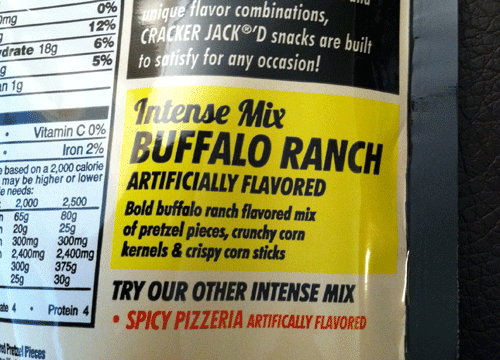 0%
0mg
12%
6%
drate 18g
5%
g
n 1g
Vitamin C 0%
Iron 2%
based on a 2,000 calorie
may be higher or lower
e needs:
2,000 2,500
65g 80g
20g 25g
300mg 300mg
2,400mg 2,400mg
300g 375g
25g 30g
ate 4 • Protein 4
Pretzel Pieces
unique flavor combinations,
CRACKER JACK®'D snacks are built
to satisfy for any occasion!
Intense Mix
BUFFALO RANCH
ARTIFICIALLY FLAVORED
Bold buffalo ranch flavored mix
of pretzel pieces, crunchy corn
kernels & crispy corn sticks
TRY OUR OTHER INTENSE MIX
• SPICY PIZZERIA ARTIFICALLY FLAVORED